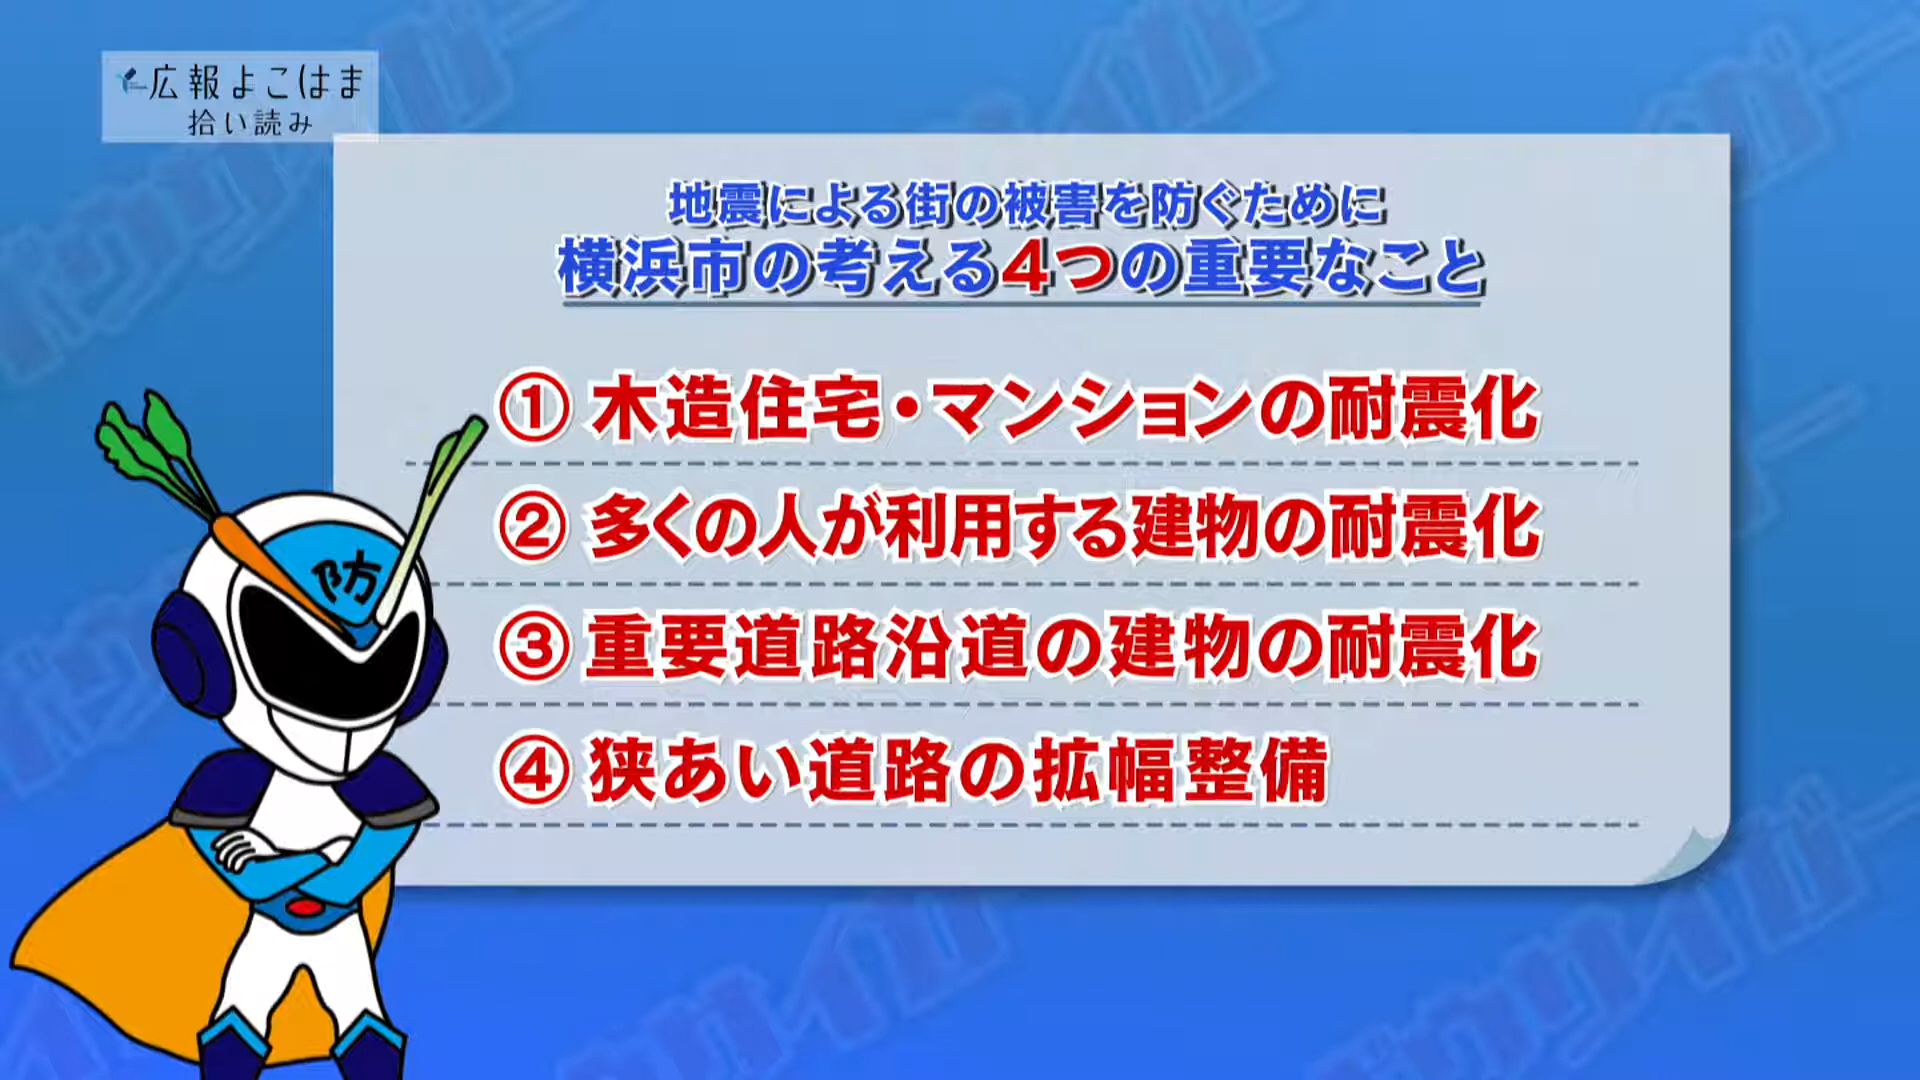 広報よこはま
拾い読み
地震による街の被害を防ぐために
横浜市の考える4つの重要なこと
① 木造住宅・マンションの耐震化
② 多くの人が利用する建物の耐震化
③ 重要道路沿道の建物の耐震化
④ 狭あい道路の拡幅整備
防